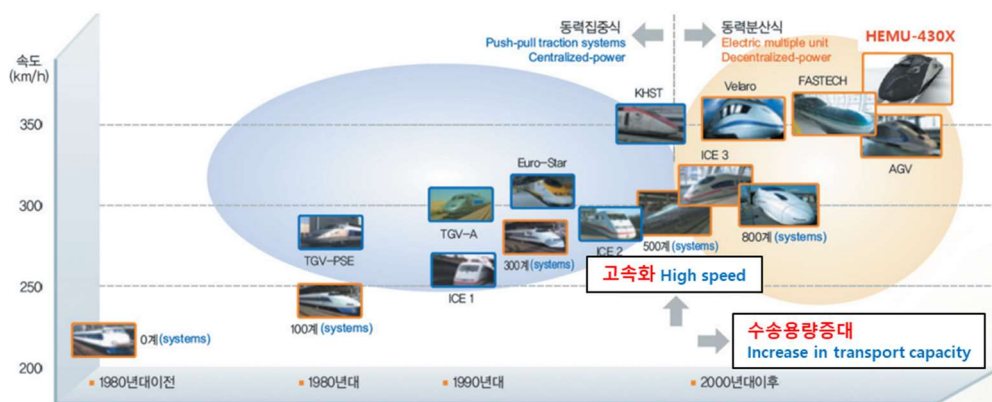 동력집중식
Push-pull traction systems
Centralized-power
동력분산식
Electric multiple unit
Decentralized-power
HEMU-430X
속도
(km/h)
KHST
Velaro
FASTECH
350
Euro-Star
ICE 3
AGV
300
TGV-PSE
TGV-A
300계 (systems)
ICE 2
500계 (systems)
800계 (systems)
250
ICE 1
고속화 High speed
100계 (systems)
0계 (systems)
수송용량증대
Increase in transport capacity
200
1980년대이전
1980년대
1990년대
2000년대이후